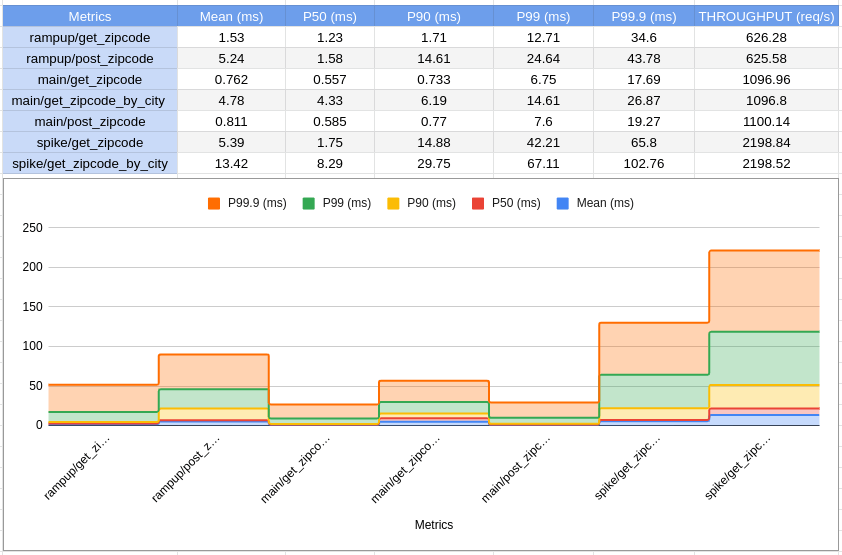 Metrics Mean (ms) P50 (ms) P90 (ms) P99 (ms) P99.9 (ms) THROUGHPUT (req/s)
rampup/get_zipcode 1.53 1.23 1.71 12.71 34.6 626.28
rampup/post_zipcode 5.24 1.58 14.61 24.64 43.78 625.58
main/get_zipcode 0.762 0.557 0.733 6.75 17.69 1096.96
main/get_zipcode_by_city 4.78 4.33 6.19 14.61 26.87 1096.8
main/post_zipcode 0.811 0.585 0.77 7.6 19.27 1100.14
spike/get_zipcode 5.39 1.75 14.88 42.21 65.8 2198.84
spike/get_zipcode_by_city 13.42 8.29 29.75 67.11 102.76 2198.52
P99.9 (ms) P99 (ms) P90 (ms) P50 (ms) Mean (ms)
250
200
150
100
50
0
rampup/get_zi...
rampup/post_z...
main/get_zipco...
main/get_zipco...
main/post_zipc...
spike/get_zipc...
spike/get_zipc...
Metrics